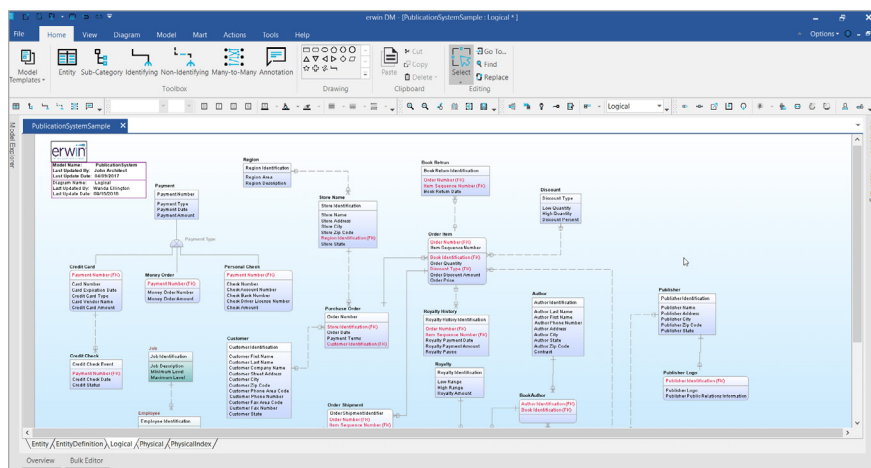 erwin DM - [PublicationSystemSample : Logical *]
File Home View Diagram Model Mart Actions Tools Help
Options
Model Templates
Entity Sub-Category Identifying Non-Identifying Many-to-Many Annotation
Toolbox
Drawing
Paste
Cut
Copy
Delete
Clipboard
Select
Go To...
Find
Replace
Editing
Logical
Model Explorer
PublicationSystemSample
erwin
Model Name: PublicationSystem
Last Updated By: John Architect
Last Update Date: 04/09/2017
Diagram Name: Logical
Last Updated By: Wanda Ellington
Last Update Date: 08/19/2016
Payment
Payment Number
Payment Type
Payment Date
Payment Amount
Payment Type
Region
Region Identification
Region Area
Region Description
Store Name
Store Identification
Store Name
Store Address
Store City
Store Zip Code
Region Identification (FK)
Store State
Book Retrun
Book Return Identification
Order Number (FK)
Item Sequence Number (FK)
Book Return Date
Discount
Discount Type
Low Quantity
High Quantity
Discount Percent
Order Item
Order Number (FK)
Item Sequence Number
Book Identification (FK)
Order Quantity
Discount Type (FK)
Order Discount Amount
Order Price
Credit Card
Payment Number (FK)
Card Number
Card Expiration Date
Credit Card Type
Card Vendor Name
Credit Card Amount
Money Order
Payment Number (FK)
Money Order Number
Money Order Amount
Personal Check
Payment Number (FK)
Check Number
Check Account Number
Check Bank Number
Check Driver License Number
Check Amount
Purchase Order
Order Number
Store Identification (FK)
Order Date
Payment Terms
Customer Identification (FK)
Royalty History
Royalty History Identification
Order Number (FK)
Item Sequence Number (FK)
Royalty Payment Date
Royalty Payment Amount
Royalty Payee
Author
Author Identification
Author Last Name
Author First Name
Author Phone Number
Author Address
Author City
Author State
Author Zip Code
Contract
Publisher
Publisher Identification
Publisher Name
Publisher Address
Publisher City
Publisher Zip Code
Publisher State
Credit Check
Credit Check Event
Payment Number (FK)
Credit Check Date
Credit Status
Job
Job Identification
Job Description
Minimum Level
Maximum Level
Customer
Customer Identification
Customer First Name
Customer Last Name
Customer Company Name
Customer Street Address
Customer City
Customer Zip Code
Customer Phone Area Code
Customer Phone Number
Customer Fax Area Code
Customer Fax Number
Customer State
Royalty
Royalty Identification
Low Range
High Range
Royalty Amount
Publisher Logo
Publisher Identification (FK)
Publisher Logo
Publisher Public Relations Information
Employee
Employee Identification
Order Shipment
Order Shipment Identifier
Order Number (FK)
Item Sequence Number (FK)
BookAuthor
Author Identification (FK)
Book Identification (FK)
Entity EntityDefinition Logical Physical PhysicalIndex
Overview Bulk Editor